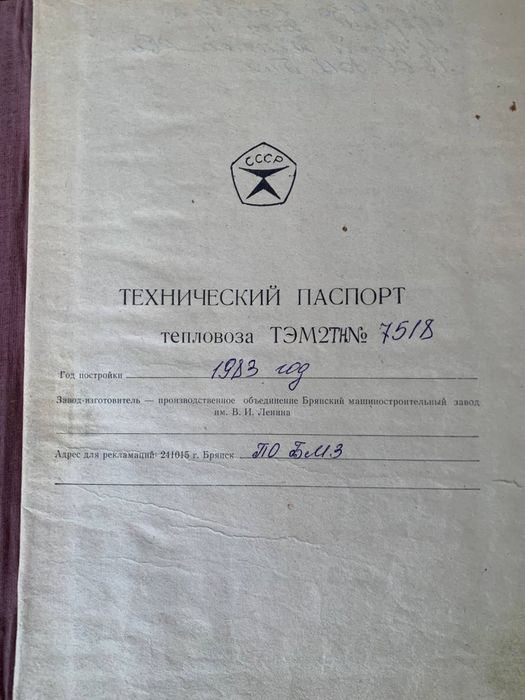 СССР
ТЕХНИЧЕСКИЙ ПАСПОРТ
тепловоза ТЭМ2ТН№ 7518
Год постройки 1983 год
Завод-изготовитель — производственное объединение Брянский машиностроительный завод
им. В. И. Ленина
Адрес для рекламаций: 241015 г. Брянск ПО БМЗ